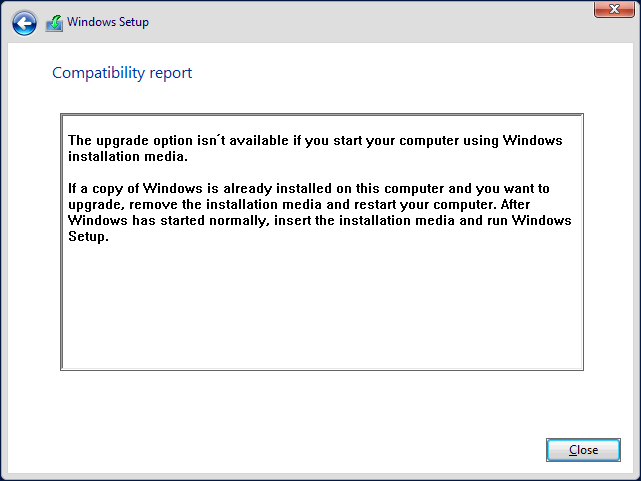 Windows Setup
Compatibility report
The upgrade option isn´t available if you start your computer using Windows
installation media.
If a copy of Windows is already installed on this computer and you want to
upgrade, remove the installation media and restart your computer. After
Windows has started normally, insert the installation media and run Windows
Setup.
Close